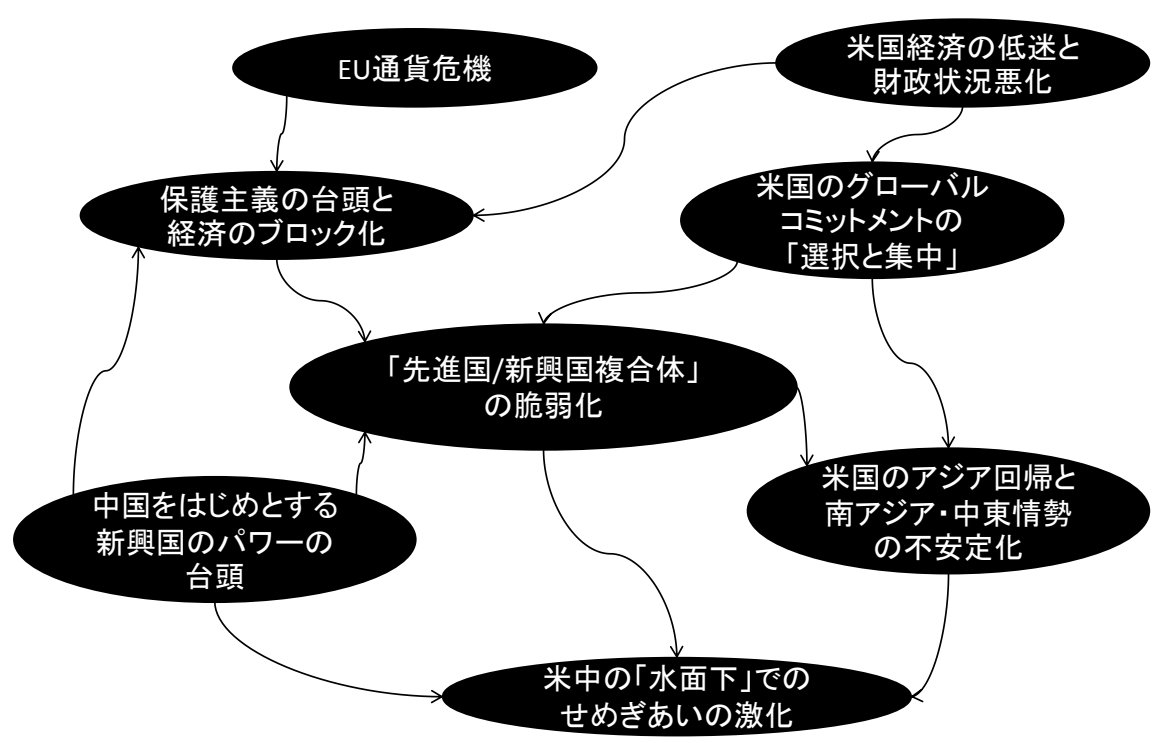 EU通貨危機
米国経済の低迷と
財政状況悪化
保護主義の台頭と
経済のブロック化
米国のグローバル
コミットメントの
「選択と集中」
「先進国/新興国複合体」
の脆弱化
中国をはじめとする
新興国のパワーの
台頭
米国のアジア回帰と
南アジア・中東情勢
の不安定化
米中の「水面下」での
せめぎあいの激化